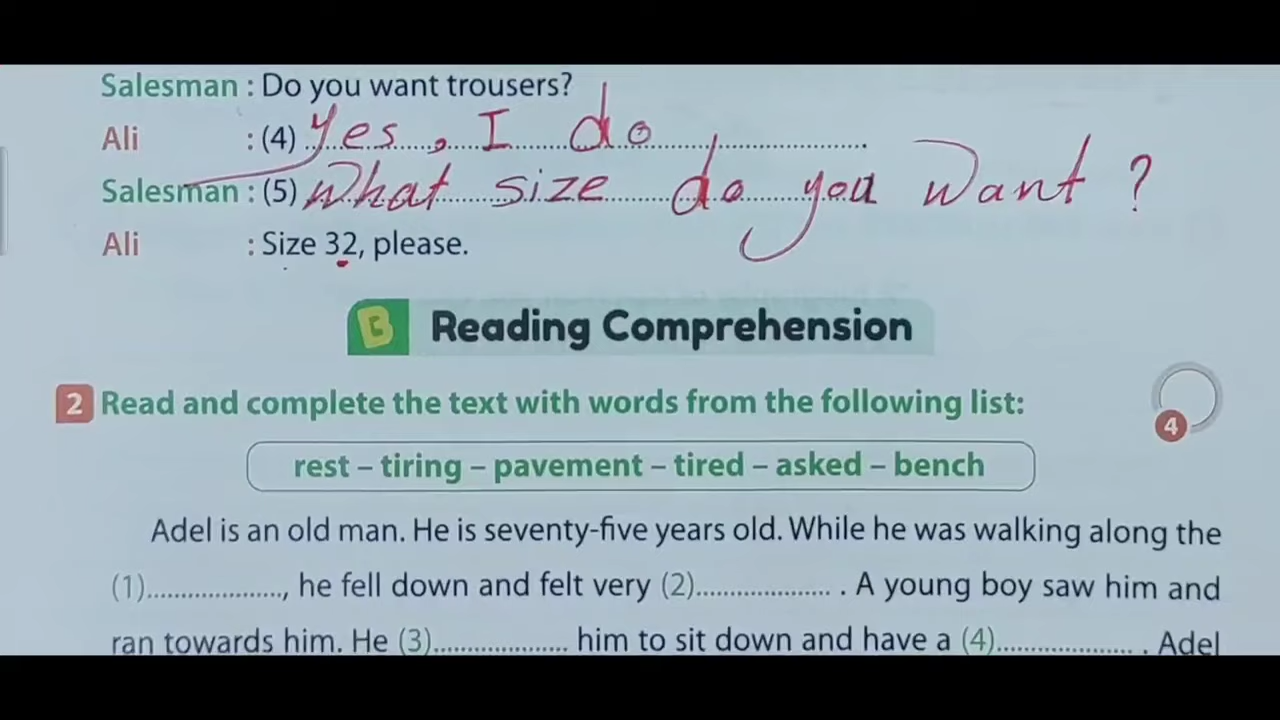 Salesman : Do you want trousers?
Ali : (4) Yes, I do
Salesman : (5) What size do you want ?
Ali : Size 32, please.
B Reading Comprehension
2 Read and complete the text with words from the following list:
4
rest – tiring – pavement – tired – asked – bench
Adel is an old man. He is seventy-five years old. While he was walking along the
(1)...................., he fell down and felt very (2)................... . A young boy saw him and
ran towards him. He (3)................... him to sit down and have a (4)................... . Adel